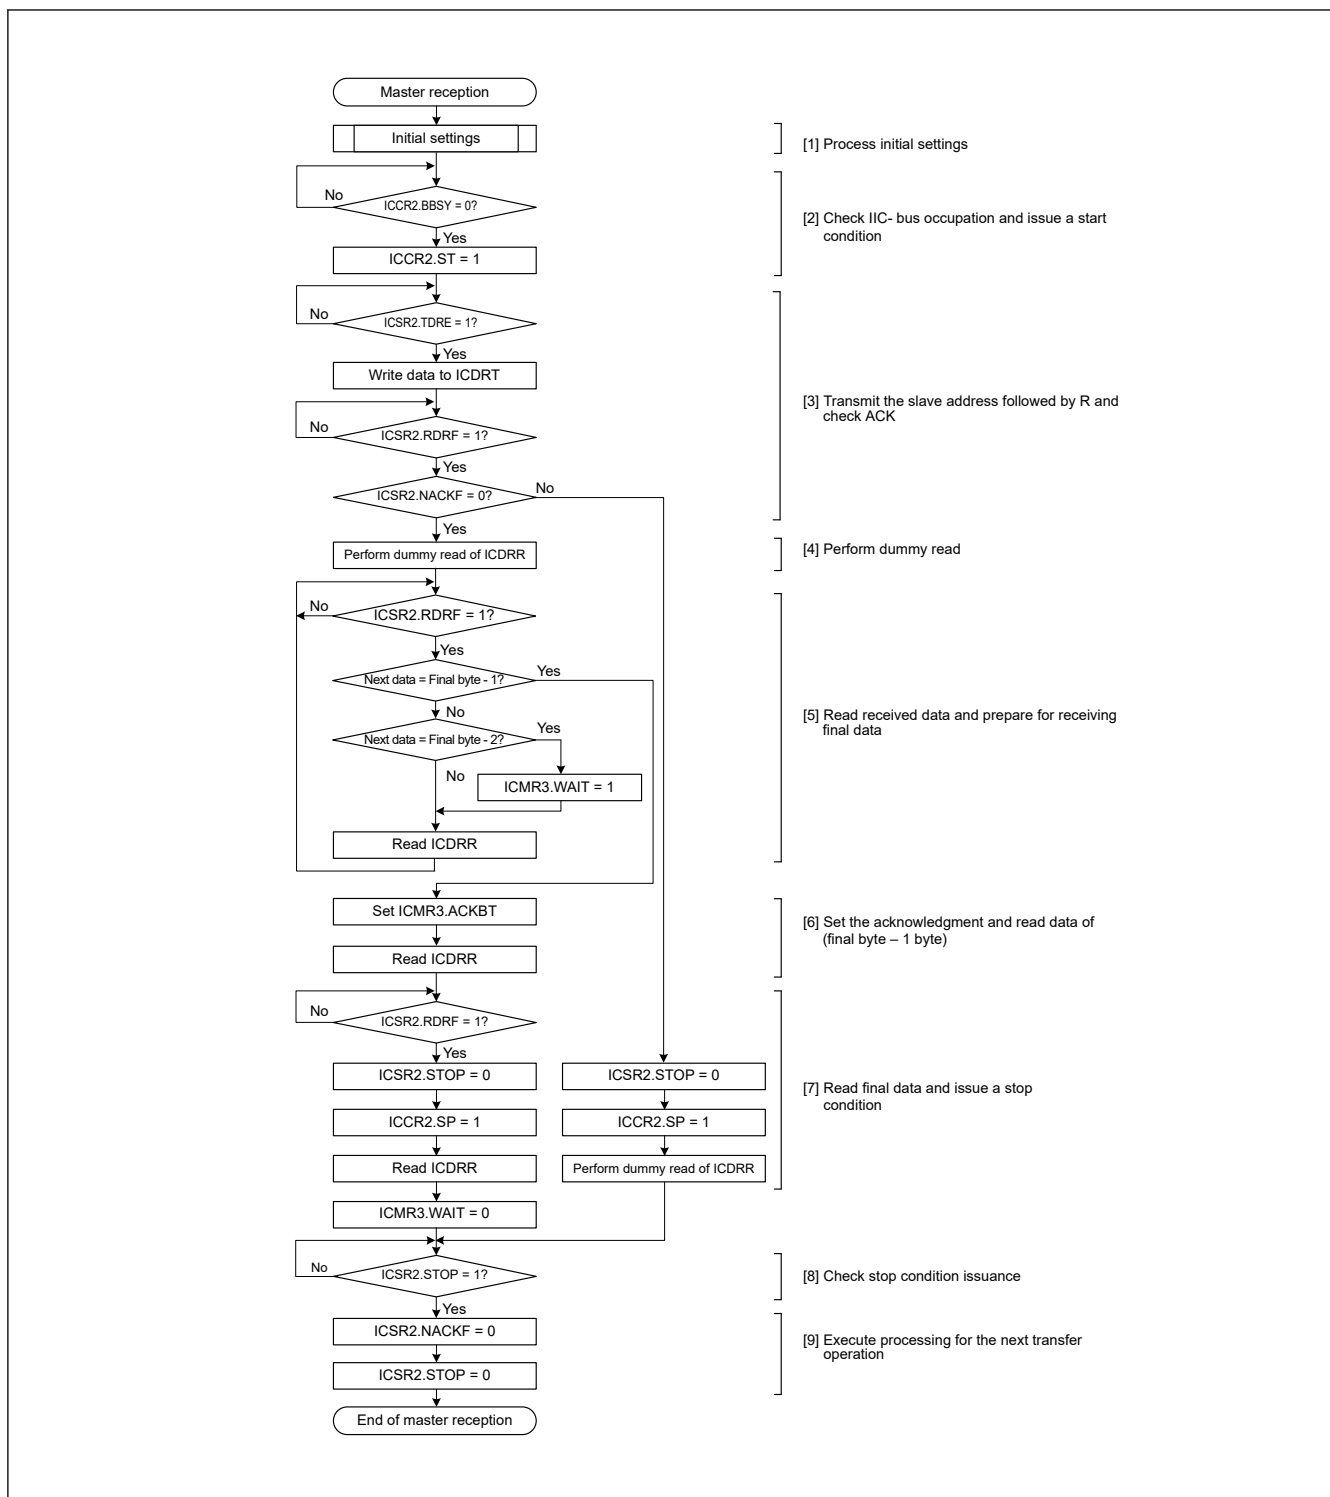 Master reception
Initial settings
[1] Process initial settings
No
ICCR2.BBSY = 0?
Yes
ICCR2.ST = 1
[2] Check IIC- bus occupation and issue a start
condition
No
ICSR2.TDRE = 1?
Yes
Write data to ICDRT
No
ICSR2.RDRF = 1?
Yes
ICSR2.NACKF = 0?
No
Yes
[3] Transmit the slave address followed by R and
check ACK
Perform dummy read of ICDRR
[4] Perform dummy read
No
ICSR2.RDRF = 1?
Yes
Next data = Final byte - 1?
Yes
No
Next data = Final byte - 2?
Yes
No
ICMR3.WAIT = 1
Read ICDRR
[5] Read received data and prepare for receiving
final data
Set ICMR3.ACKBT
Read ICDRR
[6] Set the acknowledgment and read data of
(final byte – 1 byte)
No
ICSR2.RDRF = 1?
Yes
ICSR2.STOP = 0
ICCR2.SP = 1
Read ICDRR
ICMR3.WAIT = 0
ICSR2.STOP = 0
ICCR2.SP = 1
Perform dummy read of ICDRR
[7] Read final data and issue a stop
condition
No
ICSR2.STOP = 1?
Yes
[8] Check stop condition issuance
ICSR2.NACKF = 0
ICSR2.STOP = 0
[9] Execute processing for the next transfer
operation
End of master reception